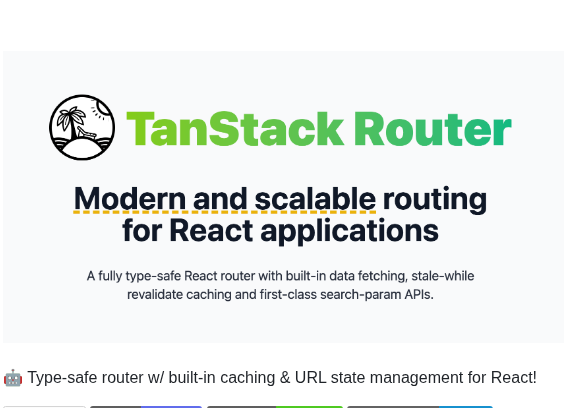 TanStack Router
Modern and scalable routing
for React applications
A fully type-safe React router with built-in data fetching, stale-while
revalidate caching and first-class search-param APIs.
🤖 Type-safe router w/ built-in caching & URL state management for React!